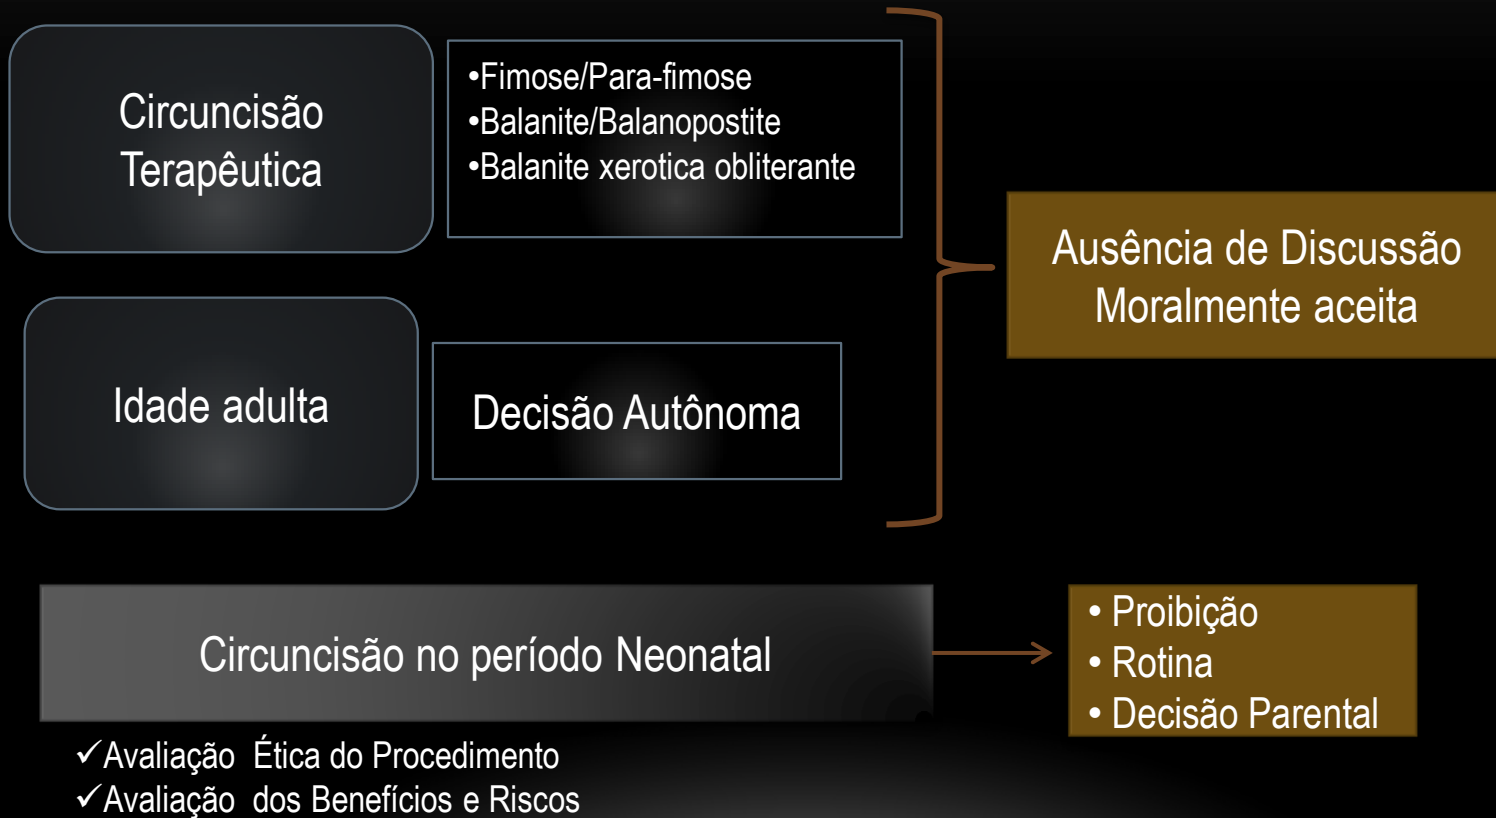 Circuncisão
Terapêutica
•Fimose/Para-fimose
•Balanite/Balanopostite
•Balanite xerotica obliterante
Ausência de Discussão
Moralmente aceita
Idade adulta
Decisão Autônoma
Circuncisão no período Neonatal
• Proibição
• Rotina
• Decisão Parental
✓Avaliação Ética do Procedimento
✓Avaliação dos Benefícios e Riscos